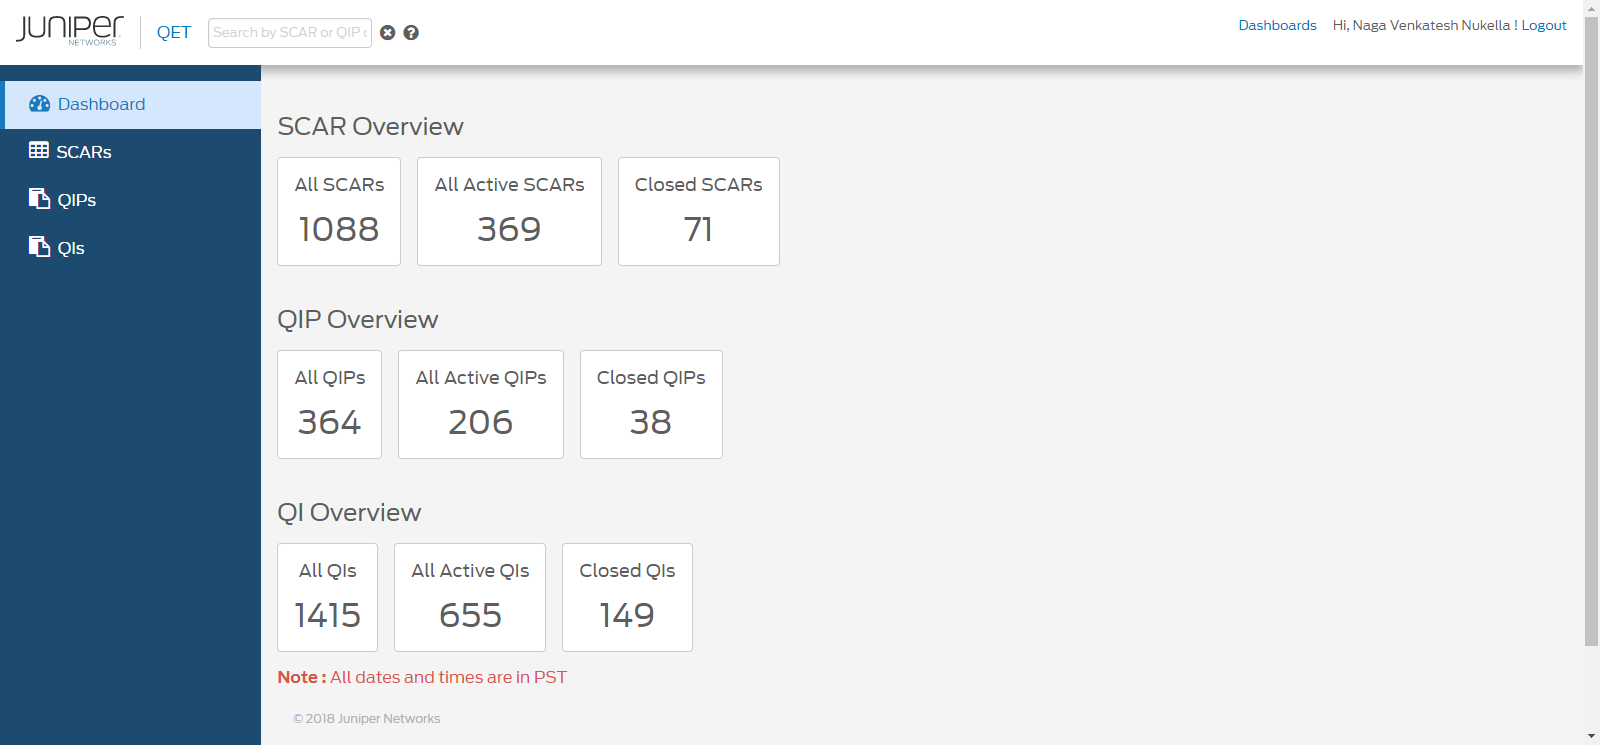 JUNIPER
NETWORKS
QET
Search by SCAR or QIP
Dashboards
Hi, Naga Venkatesh Nukella ! Logout
Dashboard
SCARs
QIPs
QIs
SCAR Overview
All SCARs
1088
All Active SCARs
369
Closed SCARs
71
QIP Overview
All QIPs
364
All Active QIPs
206
Closed QIPs
38
QI Overview
All QIs
1415
All Active QIs
655
Closed QIs
149
Note : All dates and times are in PST
© 2018 Juniper Networks